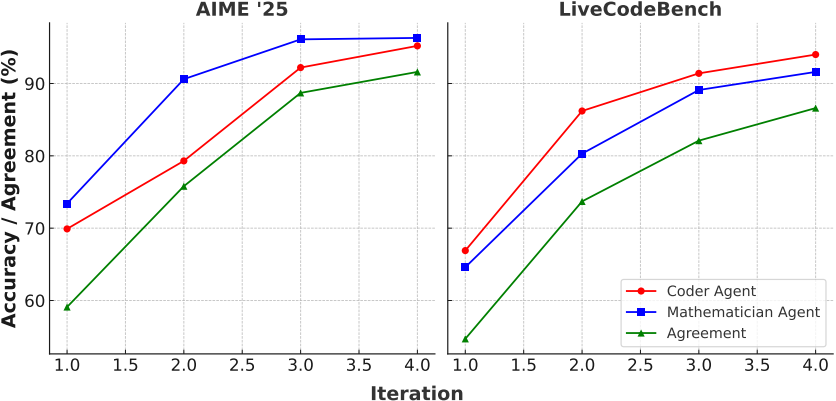 AIME '25
LiveCodeBench
Accuracy / Agreement (%)
90
80
70
60
1.0 1.5 2.0 2.5 3.0 3.5 4.0
1.0 1.5 2.0 2.5 3.0 3.5 4.0
Coder Agent
Mathematician Agent
Agreement
Iteration